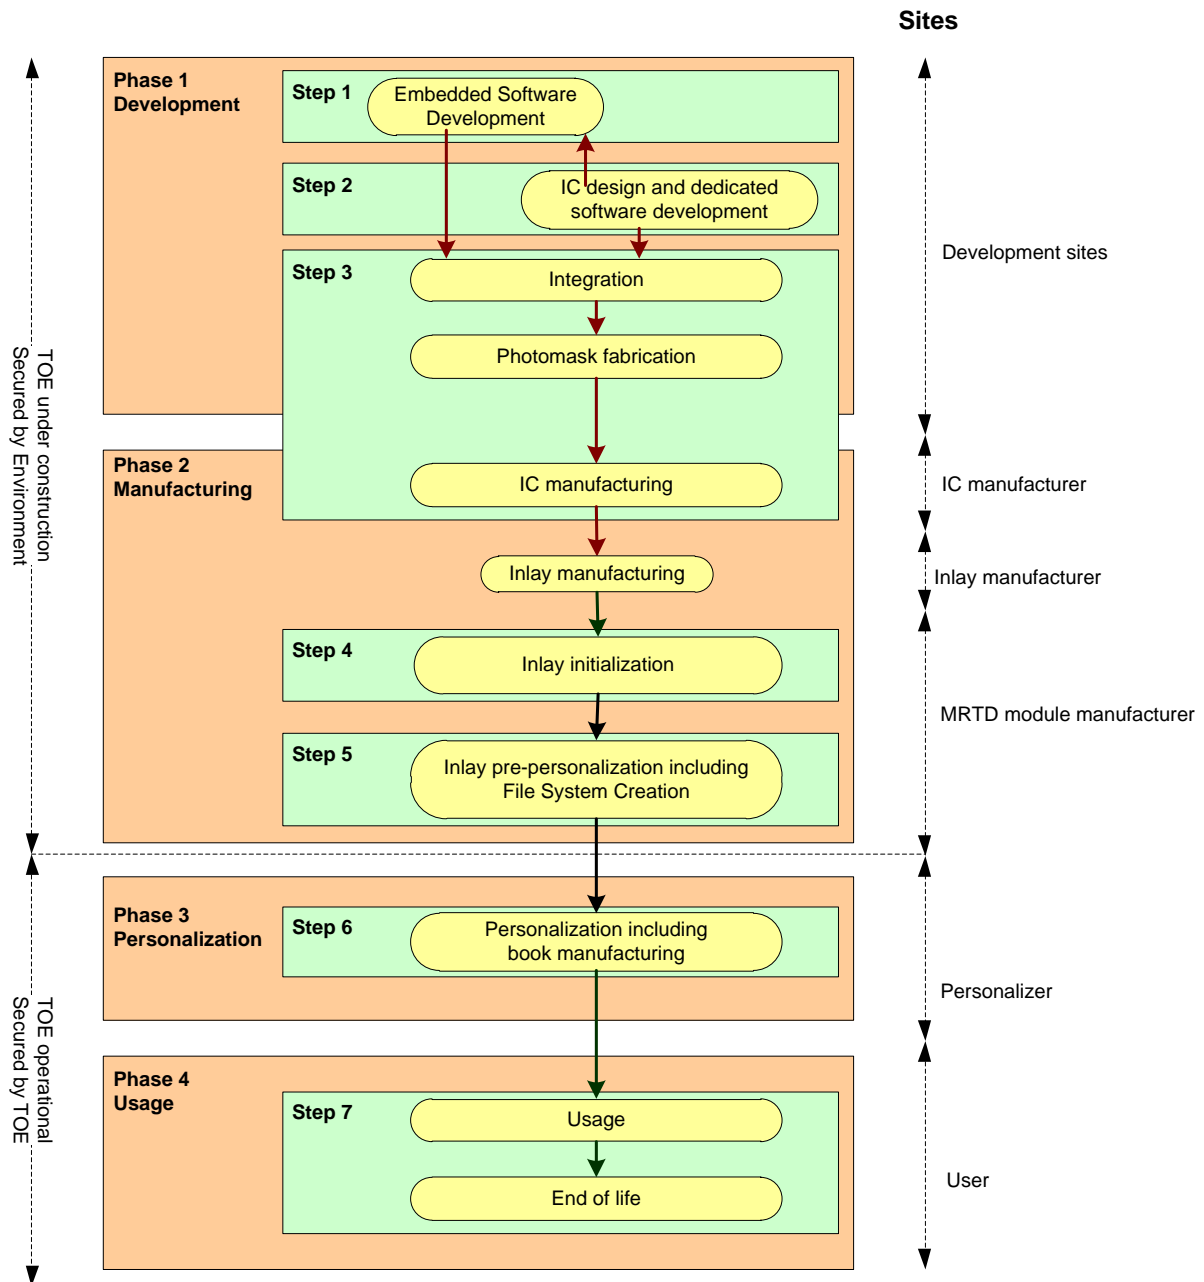 Sites
Phase 1
Development
Step 1
Embedded Software
Development
Step 2
IC design and dedicated
software development
Step 3
Integration
Development sites
Photomask fabrication
TOE under construction
Secured by Environment
Phase 2
Manufacturing
IC manufacturing
IC manufacturer
Inlay manufacturing
Inlay manufacturer
Step 4
Inlay initialization
MRTD module manufacturer
Step 5
Inlay pre-personalization including
File System Creation
Phase 3
Personalization
Step 6
Personalization including
book manufacturing
Personalizer
TOE operational
Secured by TOE
Phase 4
Usage
Step 7
Usage
End of life
User